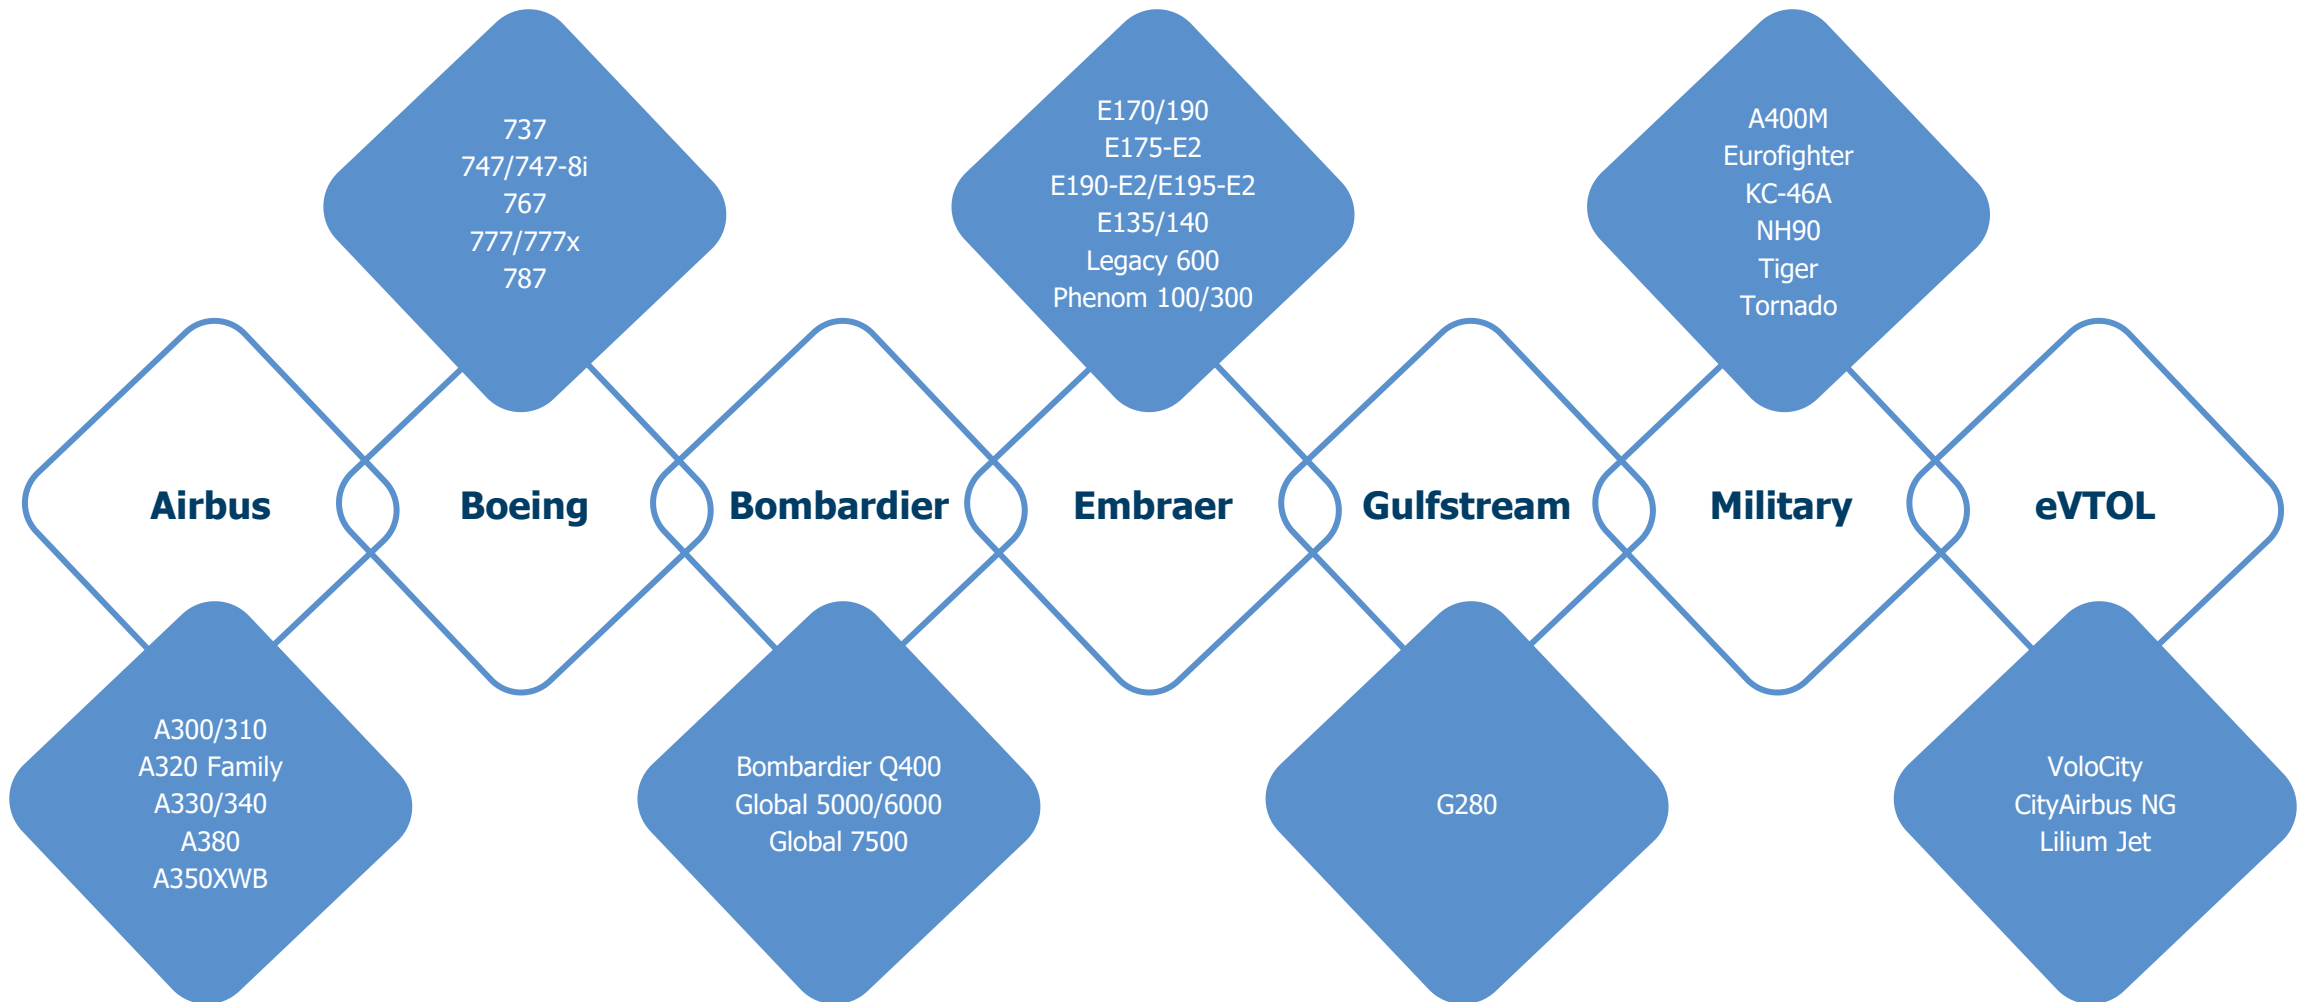 737
747/747-8i
767
777/777x
787
E170/190
E175-E2
E190-E2/E195-E2
E135/140
Legacy 600
Phenom 100/300
A400M
Eurofighter
KC-46A
NH90
Tiger
Tornado
Airbus
Boeing
Bombardier
Embraer
Gulfstream
Military
eVTOL
A300/310
A320 Family
A330/340
A380
A350XWB
Bombardier Q400
Global 5000/6000
Global 7500
G280
VoloCity
CityAirbus NG
Lilium Jet